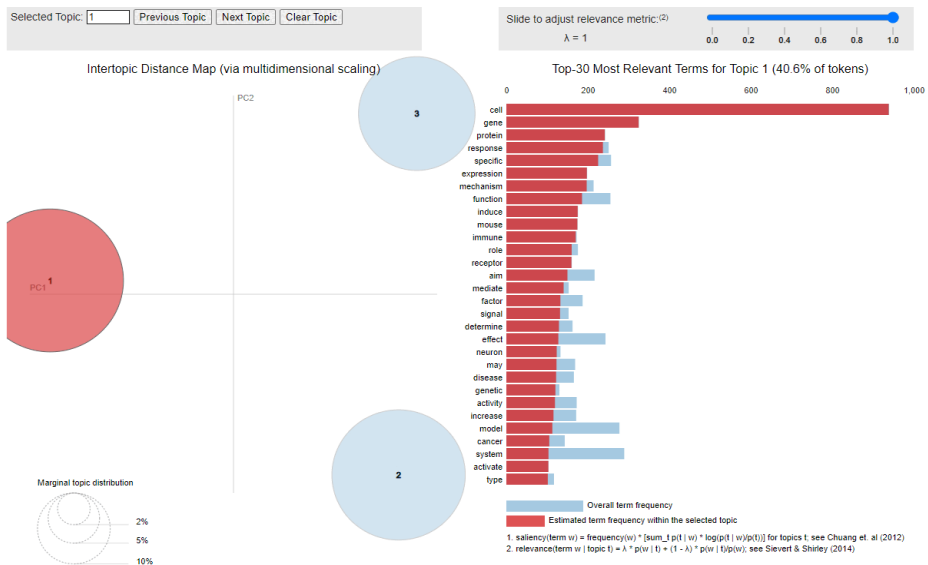 Selected Topic: 1 Previous Topic Next Topic Clear Topic
Slide to adjust relevance metric:(2)
λ = 1
0.0 0.2 0.4 0.6 0.8 1.0
Intertopic Distance Map (via multidimensional scaling)
PC2
PC1
1
3
2
Marginal topic distribution
2%
5%
10%
Top-30 Most Relevant Terms for Topic 1 (40.6% of tokens)
0 200 400 600 800 1,000
cell
gene
protein
response
specific
expression
mechanism
function
induce
mouse
immune
role
receptor
aim
mediate
factor
signal
determine
effect
neuron
may
disease
genetic
activity
increase
model
cancer
system
activate
type
Overall term frequency
Estimated term frequency within the selected topic
1. saliency(term w) = frequency(w) * [sum_t p(t | w) * log(p(t | w)/p(t))] for topics t; see Chuang et. al (2012)
2. relevance(term w | topic t) = λ * p(w | t) + (1 - λ) * p(w | t)/p(w); see Sievert & Shirley (2014)